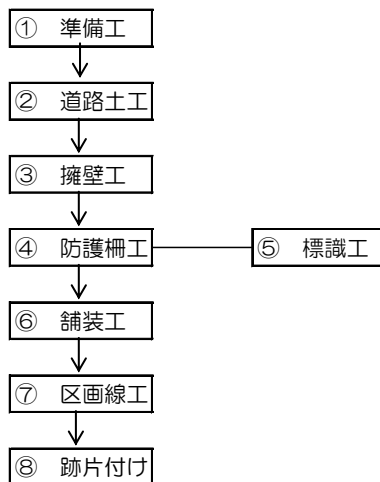 ① 準備工
② 道路土工
③ 擁壁工
④ 防護柵工
⑤ 標識工
⑥ 舗装工
⑦ 区画線工
⑧ 跡片付け